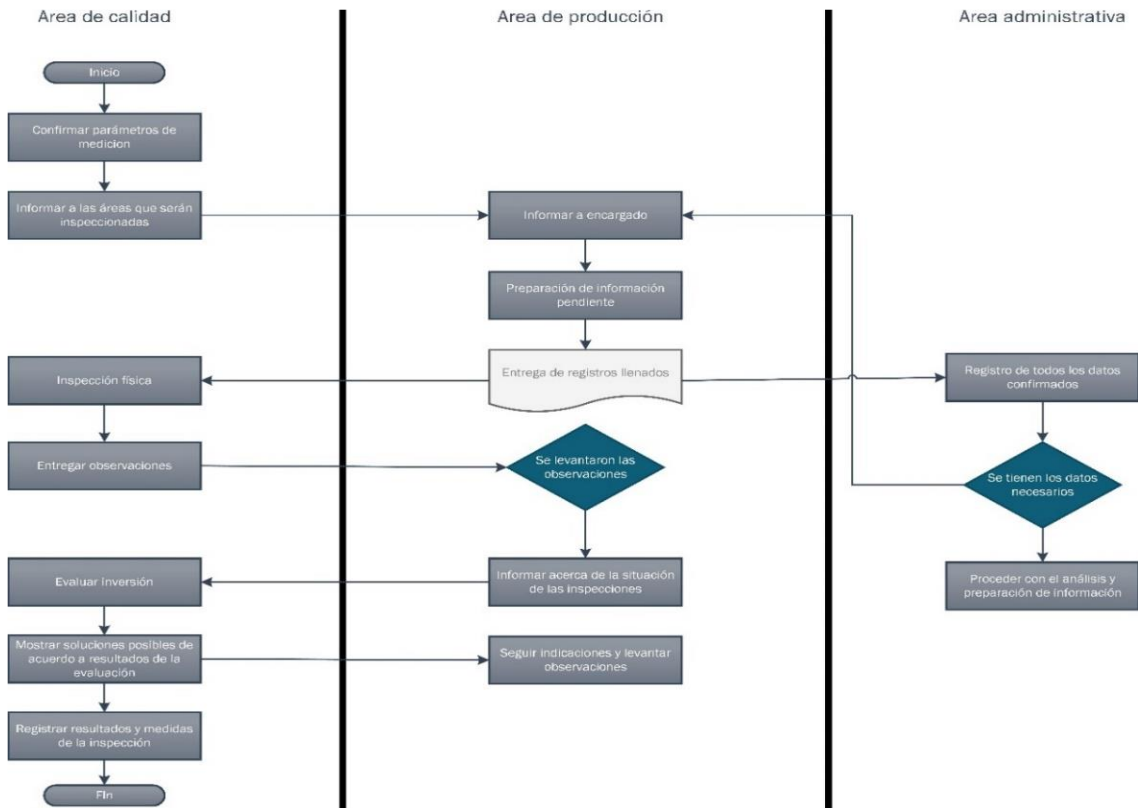 Area de calidad
Area de producción
Area administrativa
Inicio
Confirmar parámetros de
medicion
Informar a las áreas que serán
inspeccionadas
Informar a encargado
Preparación de información
pendiente
Inspección física
Entrega de registros llenados
Registro de todos los datos
confirmados
Entregar observaciones
Se levantaron las
observaciones
Se tienen los datos
necesarios
Evaluar inversión
Informar acerca de la situación
de las inspecciones
Proceder con el análisis y
preparación de información
Mostrar soluciones posibles de
acuerdo a resultados de la
evaluación
Seguir indicaciones y levantar
observaciones
Registrar resultados y medidas
de la inspección
Fin